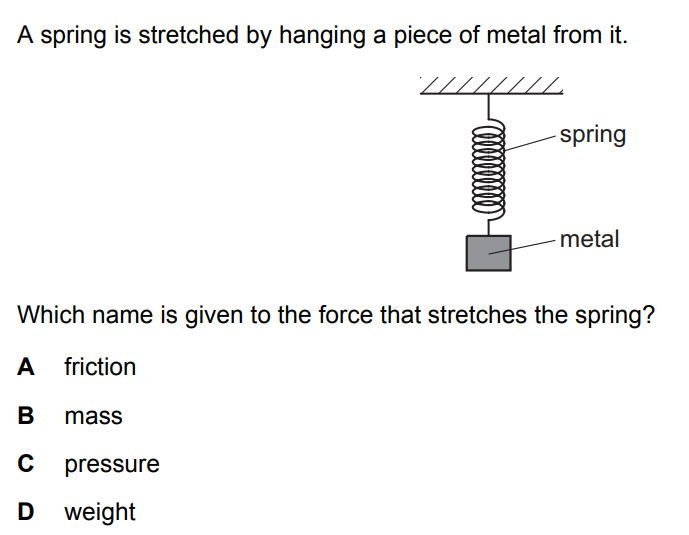 A spring is stretched by hanging a piece of metal from it.
spring
metal
Which name is given to the force that stretches the spring?
A friction
B mass
C pressure
D weight